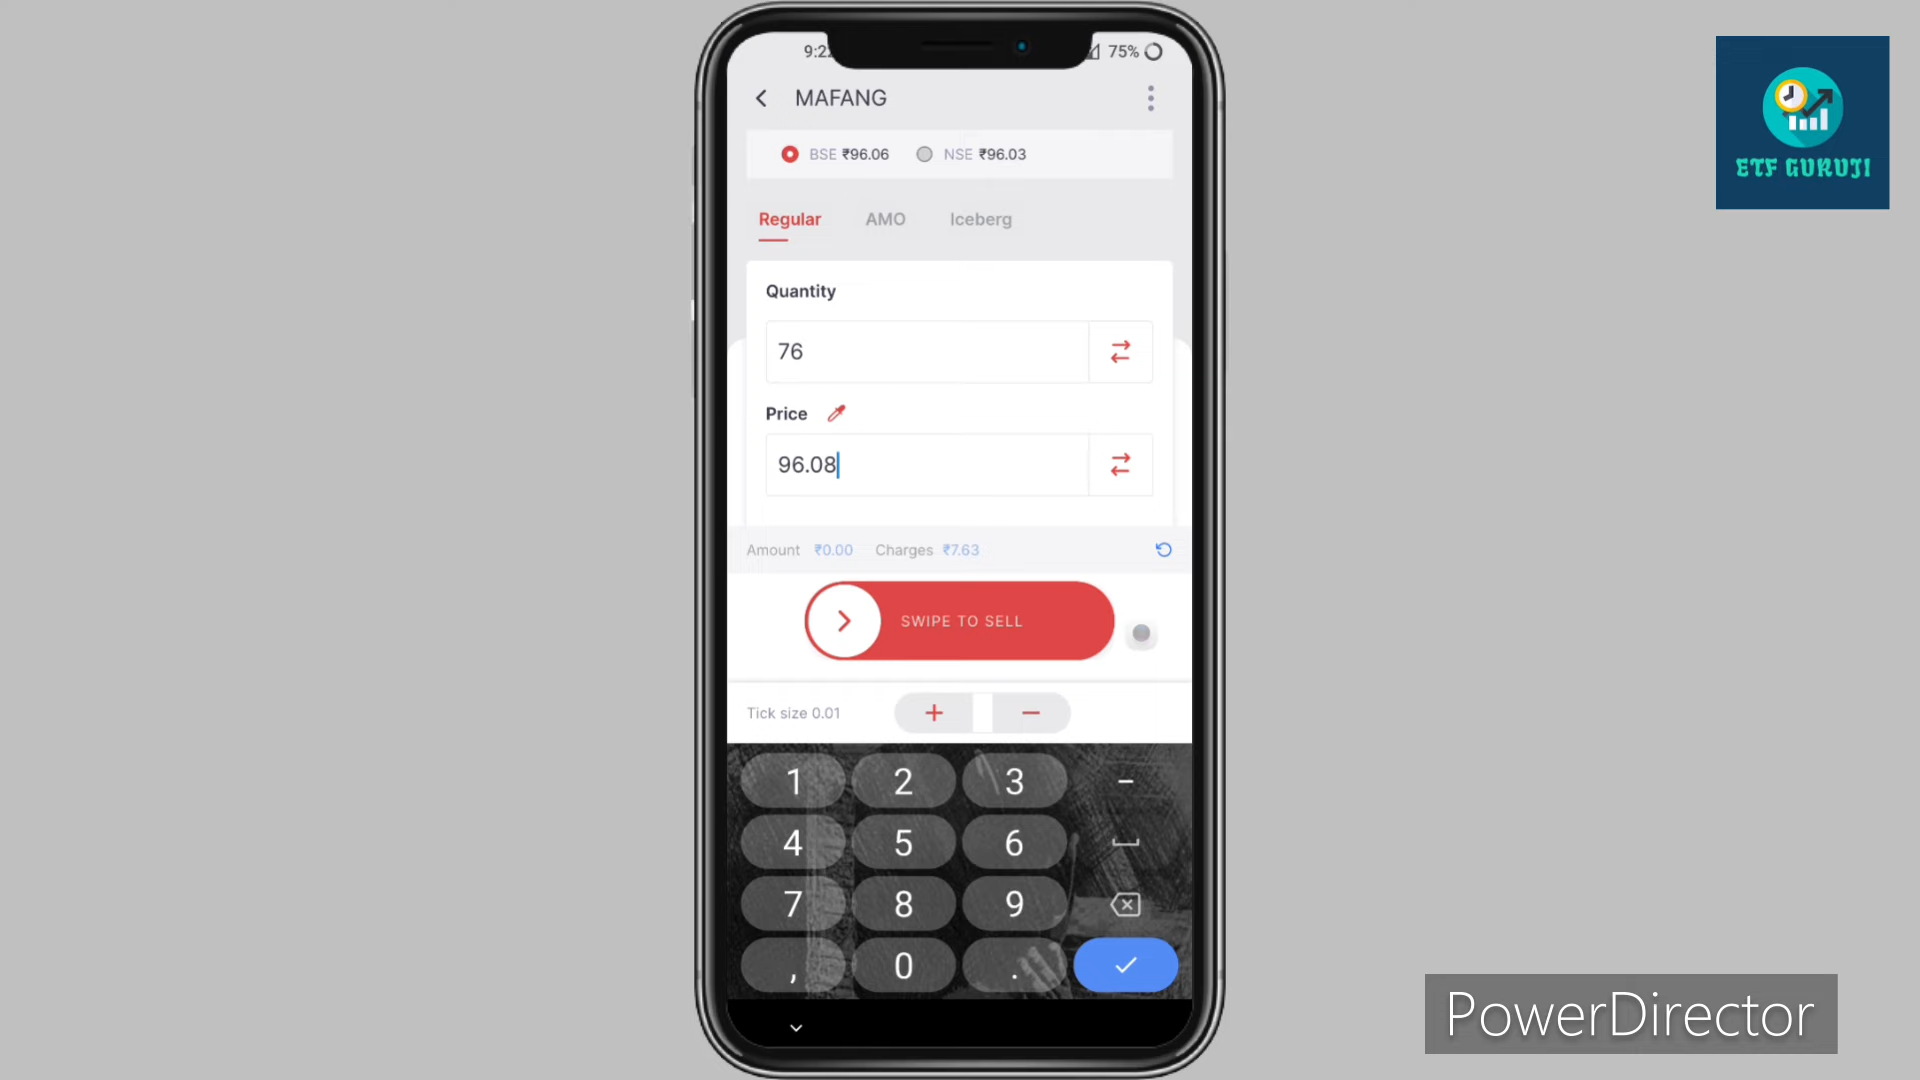 9:2
75%
MAFANG
BSE ₹96.06 NSE ₹96.03
Regular AMO Iceberg
Quantity
76
Price
96.08
Amount ₹0.00 Charges ₹7.63
SWIPE TO SELL
Tick size 0.01 + −
1 2 3 -
4 5 6
7 8 9
, 0 .
ETF GURUJI
PowerDirector